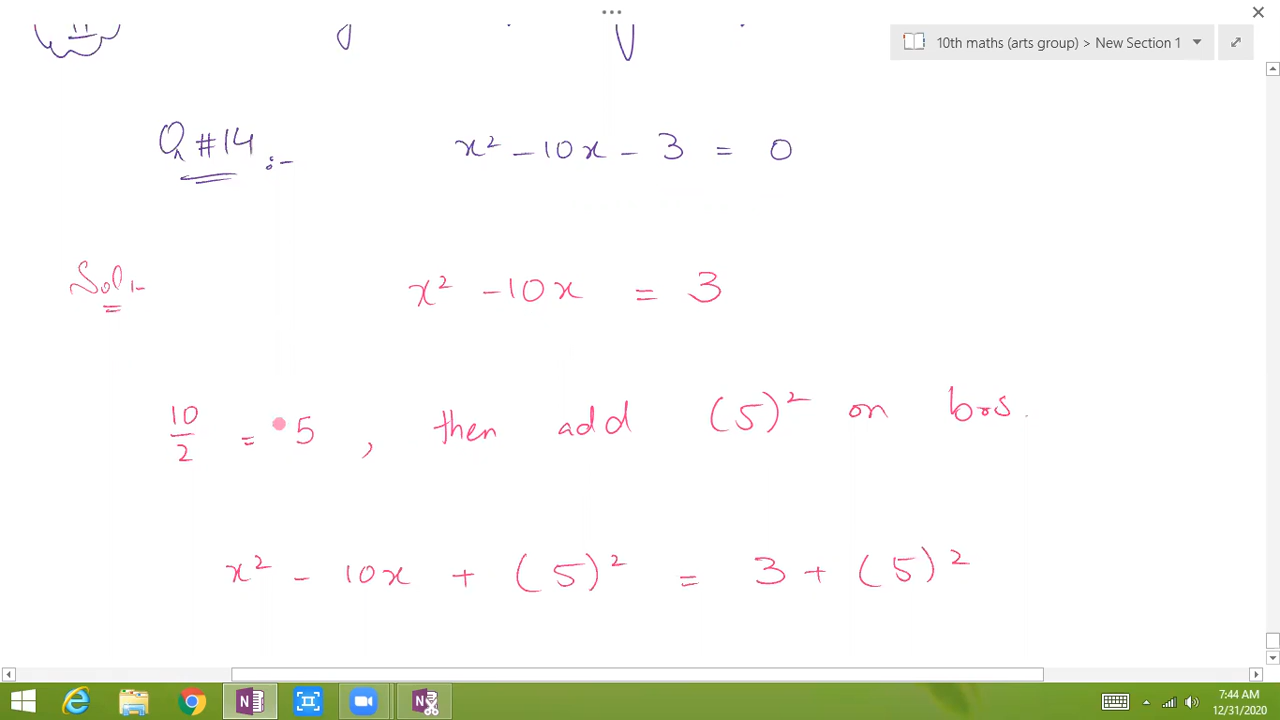 10th maths (arts group) > New Section 1
Q#14:- x² - 10x - 3 = 0
Sol:- x² - 10x = 3
10/2 = 5, then add (5)² on b.s.
x² - 10x + (5)² = 3 + (5)²
7:44 AM
12/31/2020